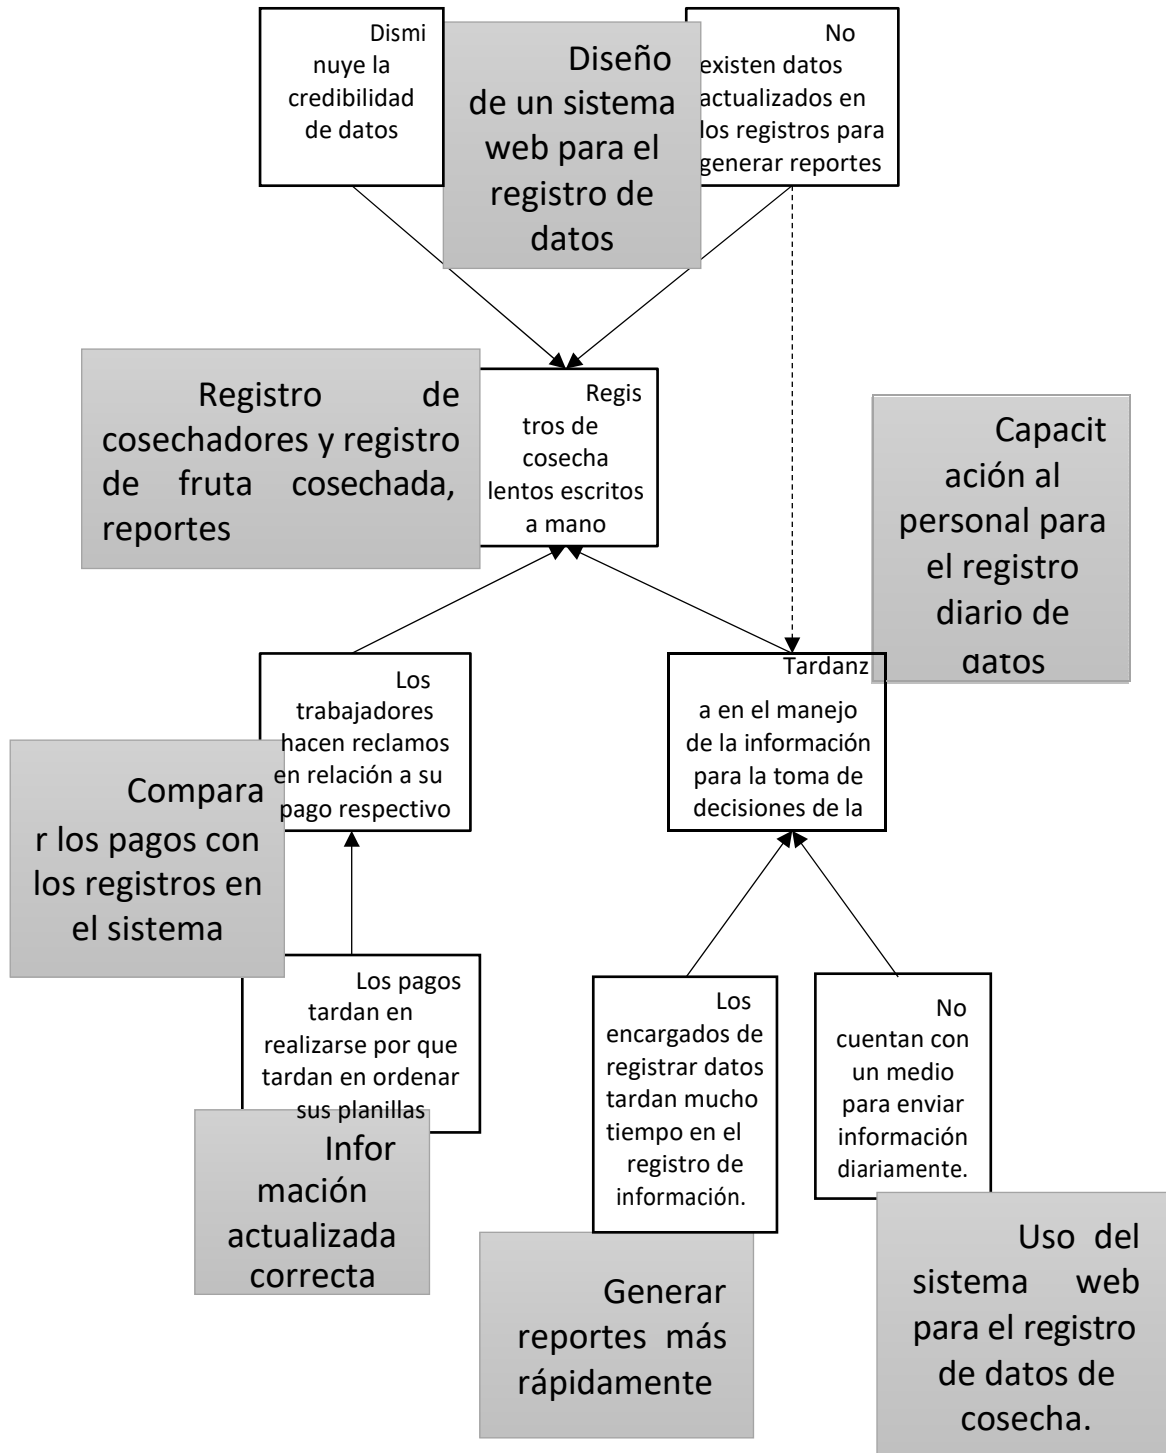 Dismi
nuye la
credibilidad
de datos
Diseño
de un sistema
web para el
registro de
datos
No
existen datos
actualizados en
los registros para
generar reportes
Registro de
cosechadores y registro
de fruta cosechada,
reportes
Regis
tros de
cosecha
lentos escritos
a mano
Capacit
ación al
personal para
el registro
diario de
datos
Los
trabajadores
hacen reclamos
en relación a su
pago respectivo
Tardanz
a en el manejo
de la información
para la toma de
decisiones de la
Compara
r los pagos con
los registros en
el sistema
Los pagos
tardan en
realizarse por que
tardan en ordenar
sus planillas
Los
encargados de
registrar datos
tardan mucho
tiempo en el
registro de
información.
No
cuentan con
un medio
para enviar
información
diariamente.
Infor
mación
actualizada
correcta
Generar
reportes más
rápidamente
Uso del
sistema web
para el registro
de datos de
cosecha.